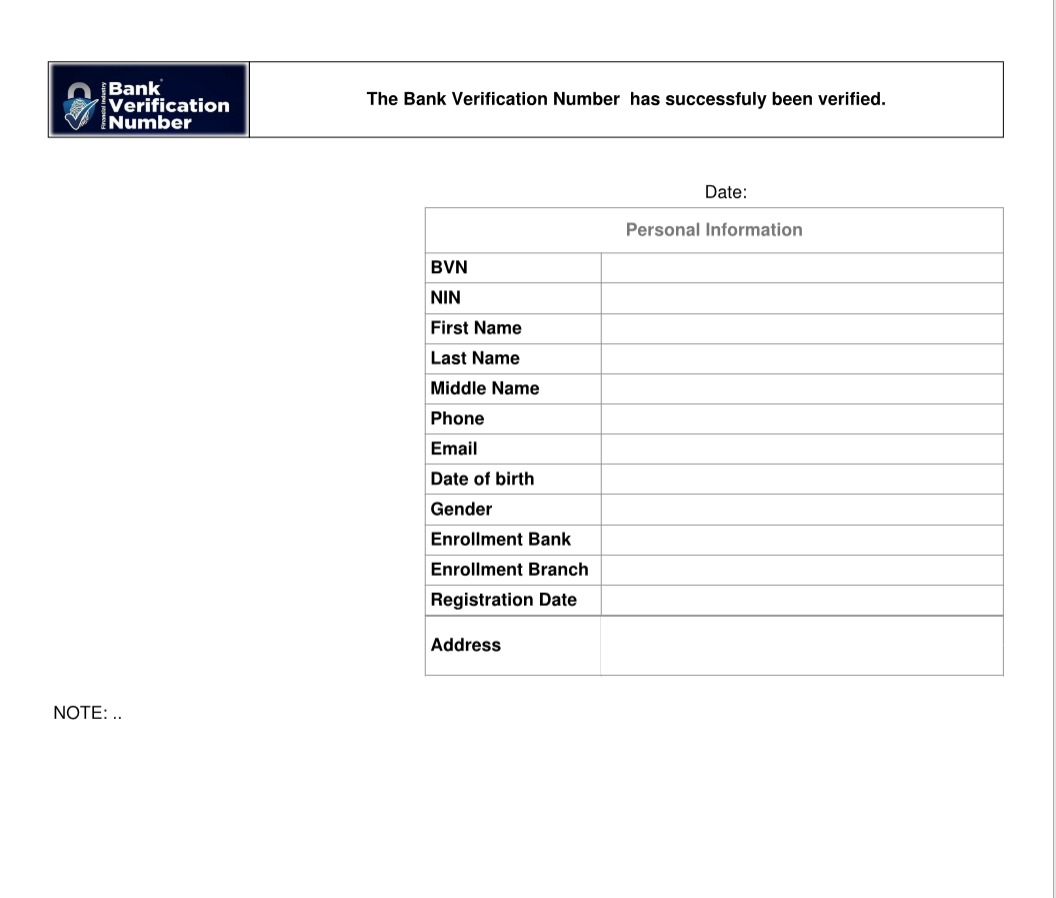 Bank
Verification
Number
Financial Industry
The Bank Verification Number has successfuly been verified.
Date:
Personal Information
BVN
NIN
First Name
Last Name
Middle Name
Phone
Email
Date of birth
Gender
Enrollment Bank
Enrollment Branch
Registration Date
Address
NOTE: ..